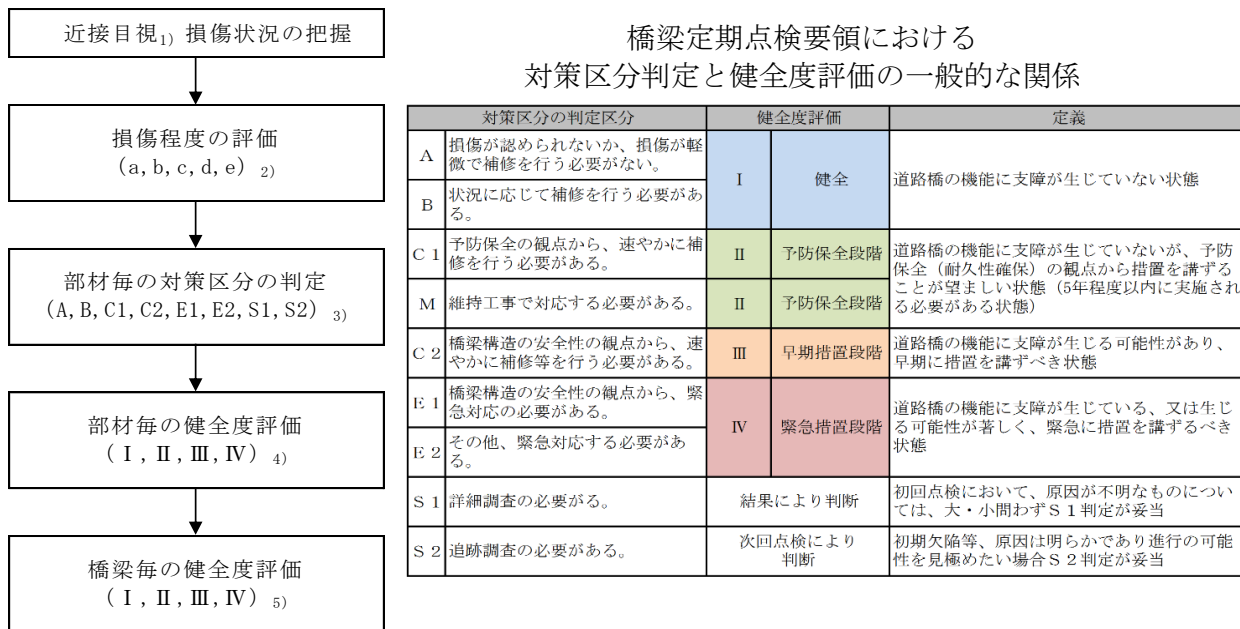 近接目視1) 損傷状況の把握
損傷程度の評価
(a,b,c,d,e) 2)
部材毎の対策区分の判定
(A,B,C1,C2,E1,E2,S1,S2) 3)
部材毎の健全度評価
(Ⅰ,Ⅱ,Ⅲ,Ⅳ) 4)
橋梁毎の健全度評価
(Ⅰ,Ⅱ,Ⅲ,Ⅳ) 5)
橋梁定期点検要領における
対策区分判定と健全度評価の一般的な関係
対策区分の判定区分 健全度評価 定義
A
損傷が認められないか、損傷が軽
微で補修を行う必要がない。
B
状況に応じて補修を行う必要があ
る。
Ⅰ 健全
道路橋の機能に支障が生じていない状態
C1
予防保全の観点から、速やかに補
修を行う必要がある。
Ⅱ 予防保全段階
M 維持工事で対応する必要がある。
Ⅱ 予防保全段階
道路橋の機能に支障が生じていないが、予防
保全（耐久性確保）の観点から措置を講ずる
ことが望ましい状態（5年程度以内に実施され
る必要がある状態）
C2
橋梁構造の安全性の観点から、速
やかに補修等を行う必要がある。
Ⅲ 早期措置段階
道路橋の機能に支障が生じる可能性があり、
早期に措置を講ずべき状態
E1
橋梁構造の安全性の観点から、緊
急対応の必要がある。
E2
その他、緊急対応する必要があ
る。
Ⅳ 緊急措置段階
道路橋の機能に支障が生じている、又は生じ
る可能性が著しく、緊急に措置を講ずるべき
状態
S1 詳細調査の必要がる。
結果により判断
初回点検において、原因が不明なものについ
ては、大・小問わずS1判定が妥当
S2 追跡調査の必要がある。
次回点検により
判断
初期欠陥等、原因は明らかであり進行の可能
性を見極めたい場合S2判定が妥当